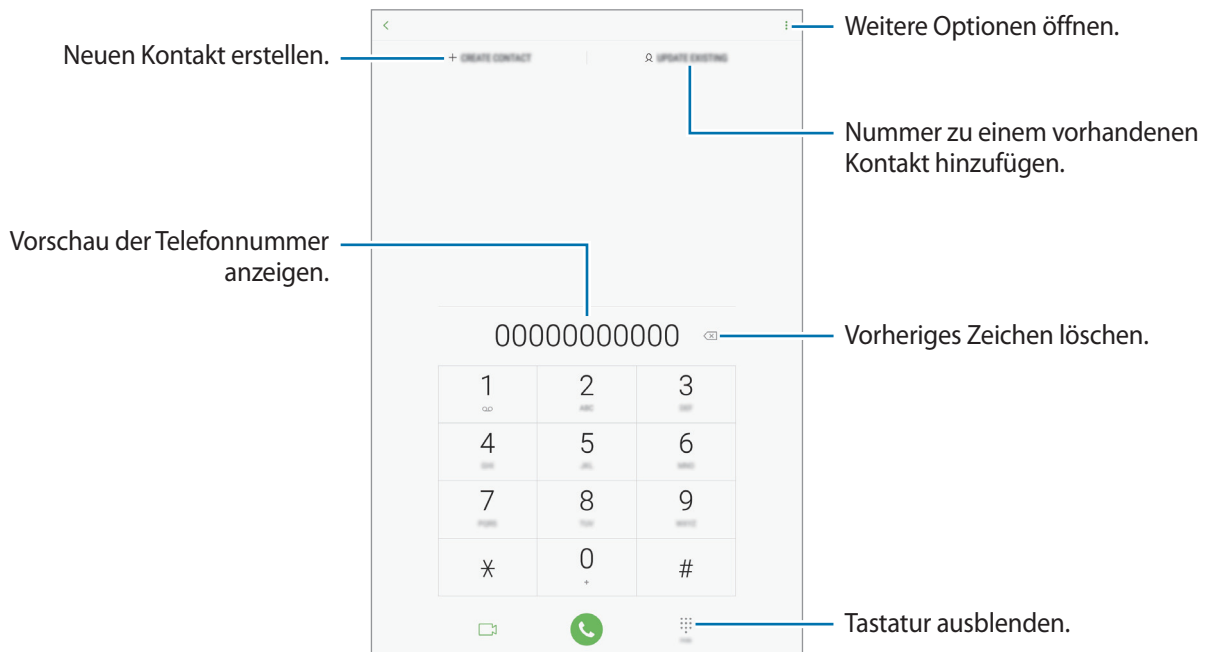 Weitere Optionen öffnen.
Neuen Kontakt erstellen.
+ CREATE CONTACT
UPDATE EXISTING
Nummer zu einem vorhandenen
Kontakt hinzufügen.
Vorschau der Telefonnummer
anzeigen.
00000000000
Vorheriges Zeichen löschen.
1 2 3
ABC DEF
4 5 6
GHI JKL MNO
7 8 9
PQRS TUV WXYZ
* 0 #
+
Tastatur ausblenden.